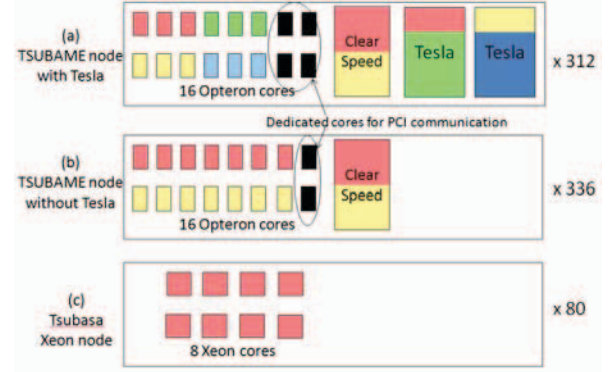 (a)
TSUBAME node
with Tesla
Clear
Speed
Tesla
Tesla
x 312
16 Opteron cores
Dedicated cores for PCI communication
(b)
TSUBAME node
without Tesla
Clear
Speed
x 336
16 Opteron cores
(c)
Tsubasa
Xeon node
x 80
8 Xeon cores